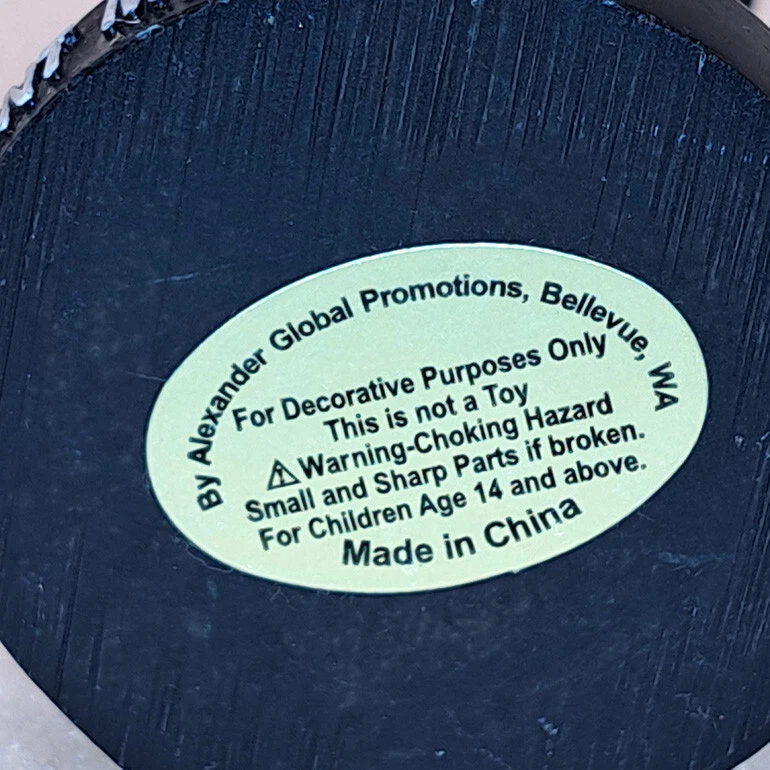 By Alexander Global Promotions, Bellevue, WA
For Decorative Purposes Only
This is not a Toy
⚠Warning-Choking Hazard
Small and Sharp Parts if broken.
For Children Age 14 and above.
Made in China